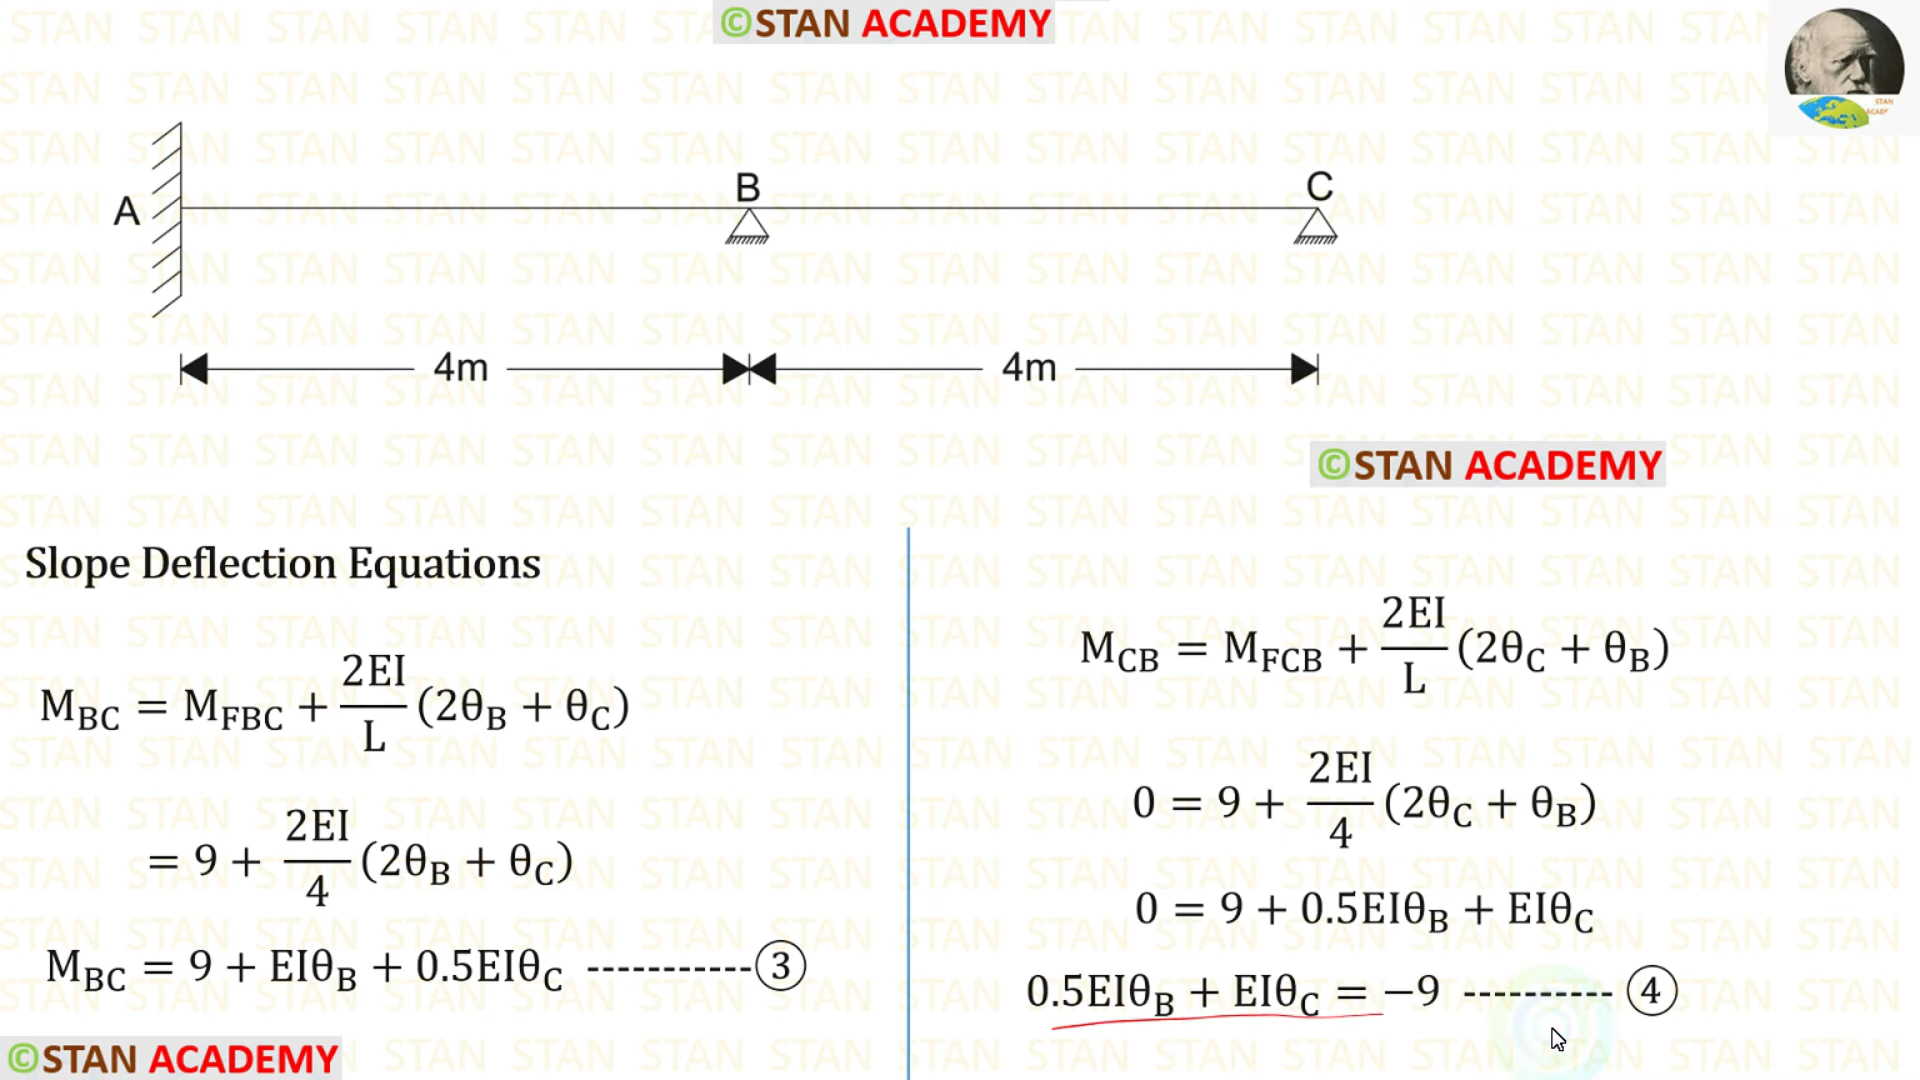 ©STAN ACADEMY
STAN
ACADY
A
B
C
4m
4m
©STAN ACADEMY
Slope Deflection Equations
M_BC = M_FBC + 2EI/L (2θ_B + θ_C)
= 9 + 2EI/4 (2θ_B + θ_C)
M_BC = 9 + EIθ_B + 0.5EIθ_C ----------- ③
M_CB = M_FCB + 2EI/L (2θ_C + θ_B)
0 = 9 + 2EI/4 (2θ_C + θ_B)
0 = 9 + 0.5EIθ_B + EIθ_C
0.5EIθ_B + EIθ_C = −9 ---------- ④
©STAN ACADEMY